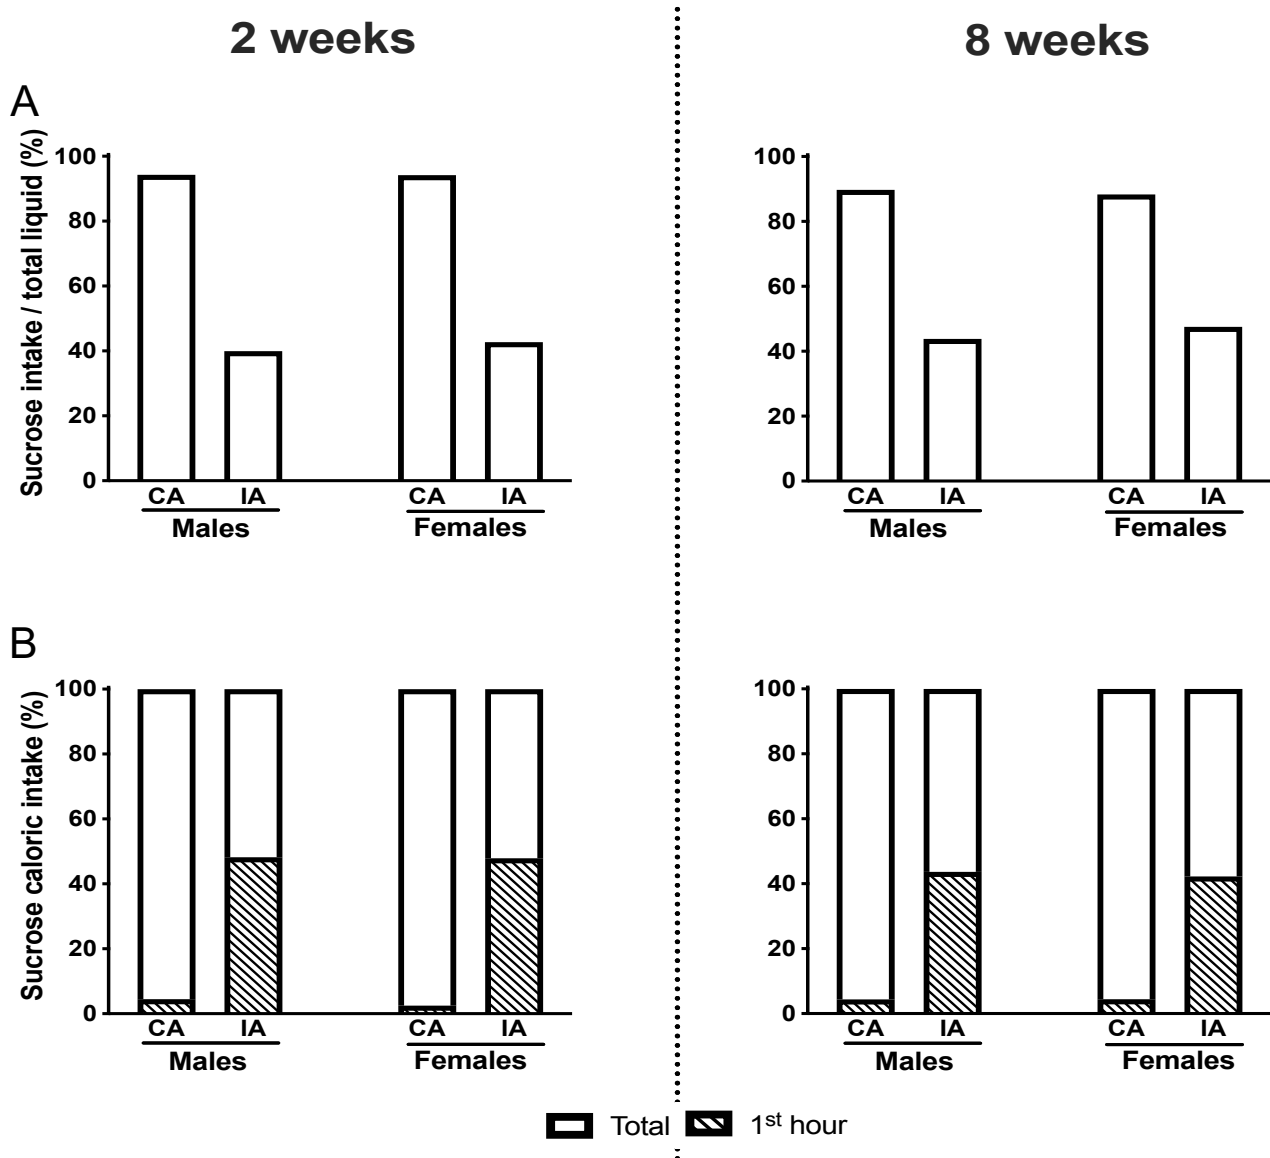 2 weeks
8 weeks
A
Sucrose intake / total liquid (%)
100
80
60
40
20
0
CA IA CA IA
Males Females
100
80
60
40
20
0
CA IA CA IA
Males Females
B
Sucrose caloric intake (%)
100
80
60
40
20
0
CA IA CA IA
Males Females
100
80
60
40
20
0
CA IA CA IA
Males Females
Total 1st hour